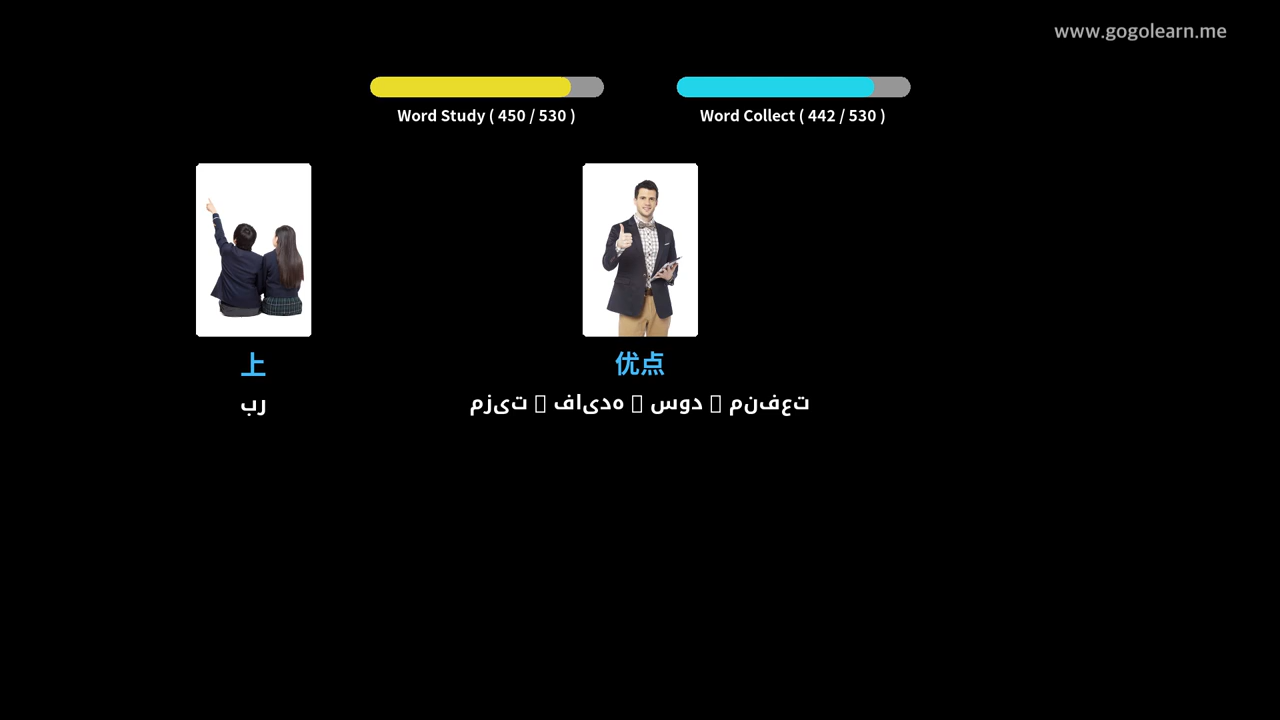 www.gogolearn.me
Word Study ( 450 / 530 )
Word Collect ( 442 / 530 )
上
بر
优点
مزیت ▯ فایده ▯ سود ▯ منفعت